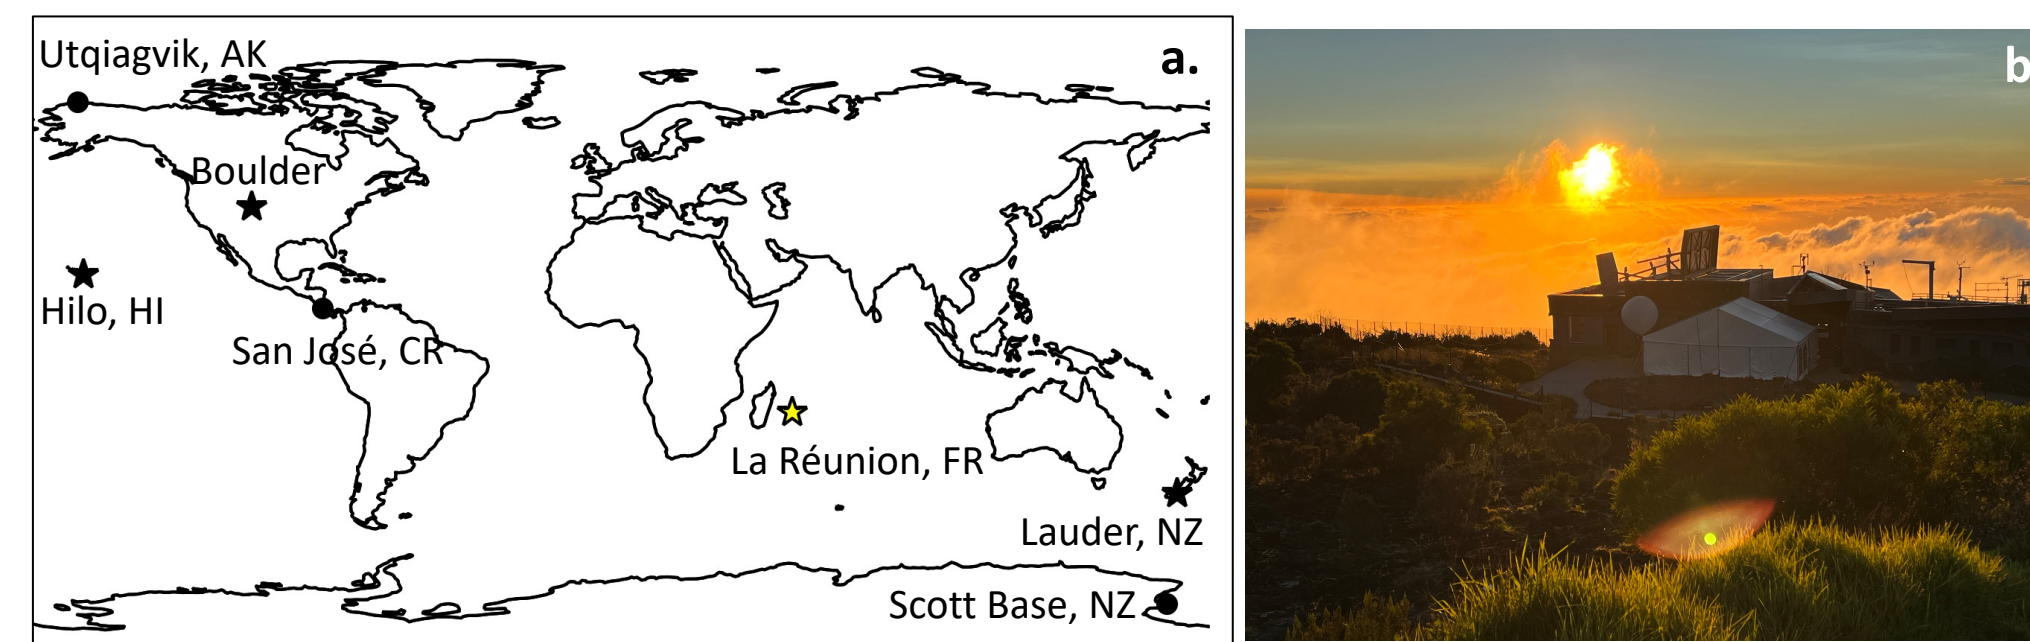 Utqiagvik, AK
a.
b
Boulder
Hilo, HI
San José, CR
La Réunion, FR
Lauder, NZ
Scott Base, NZ